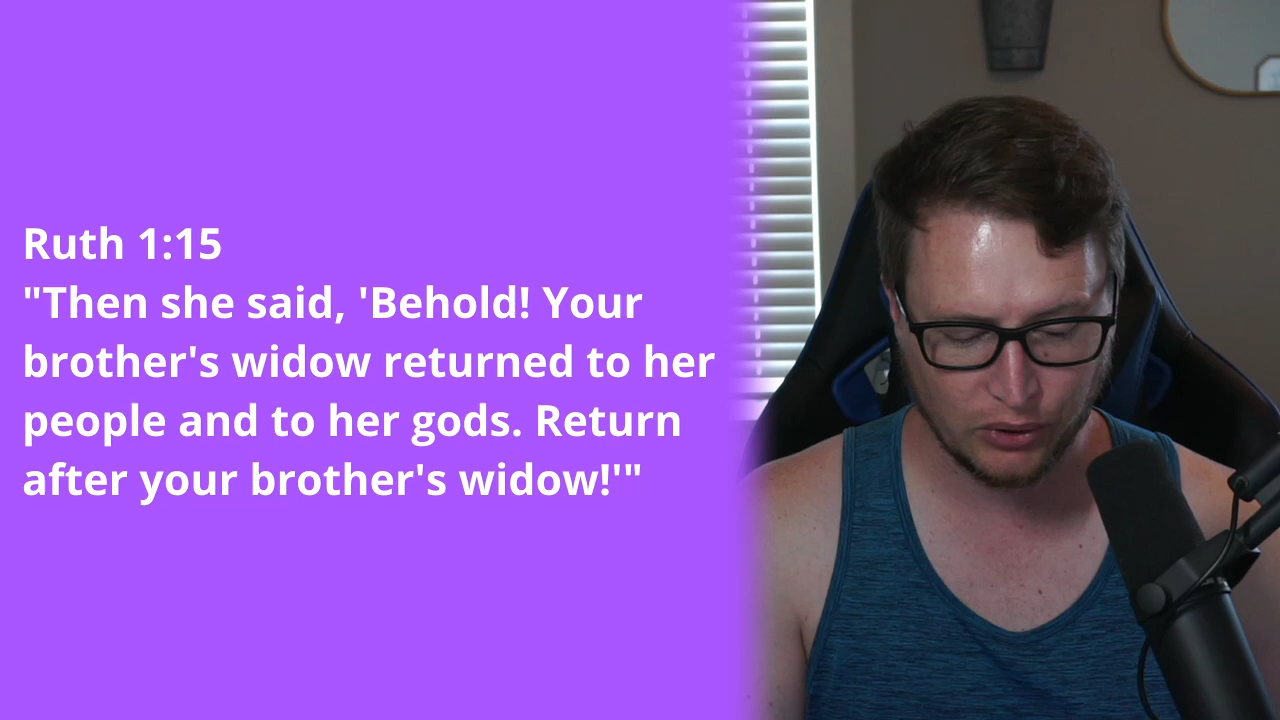 Ruth 1:15
"Then she said, 'Behold! Your
brother's widow returned to her
people and to her gods. Return
after your brother's widow!'"